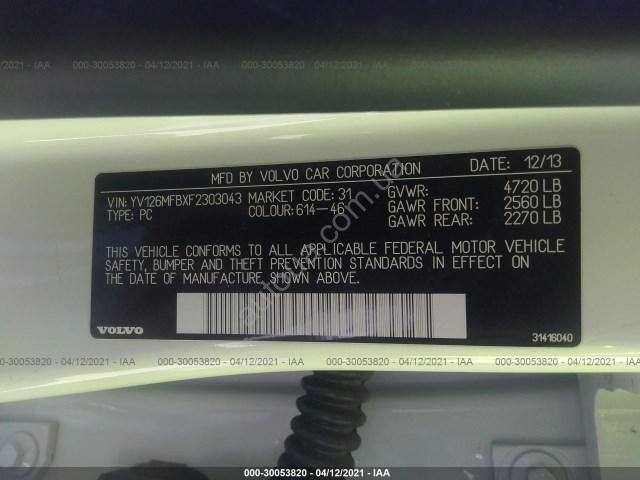 000-30053820 - 04/12/2021 - IAA
MFD BY VOLVO CAR CORPORATION DATE: 12/13
VIN: YV126MFBXF2303043 MARKET CODE: 31 GVWR: 4720 LB
TYPE: PC COLOUR: 614-46 GAWR FRONT: 2560 LB
GAWR REAR: 2270 LB
THIS VEHICLE CONFORMS TO ALL APPLICABLE FEDERAL MOTOR VEHICLE
SAFETY, BUMPER AND THEFT PREVENTION STANDARDS IN EFFECT ON
THE DATE OF MANUFACTURE SHOWN ABOVE.
VOLVO 31416040
000-30053820 - 04/12/2021 - IAA
000-30053820 - 04/12/2021 - IAA